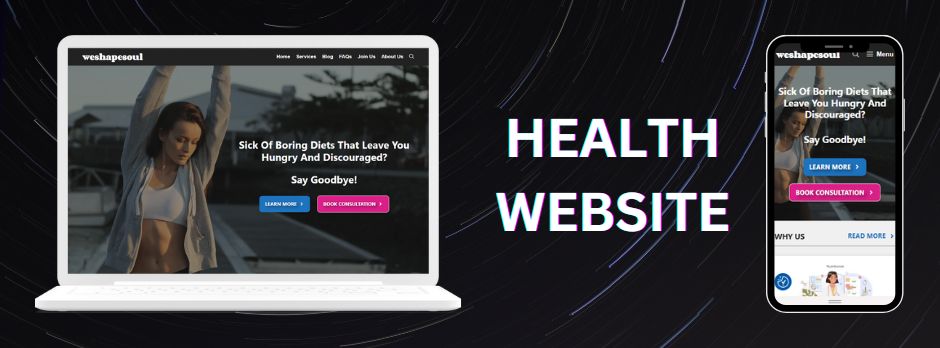 weshapesoul
Home Services Blog FAQs Join Us About Us
Sick Of Boring Diets That Leave You
Hungry And Discouraged?
Say Goodbye!
LEARN MORE
BOOK CONSULTATION
HEALTH
WEBSITE
weshapesoul Menu
Sick Of Boring Diets That
Leave You Hungry And
Discouraged?
Say Goodbye!
LEARN MORE
BOOK CONSULTATION
WHY US READ MORE